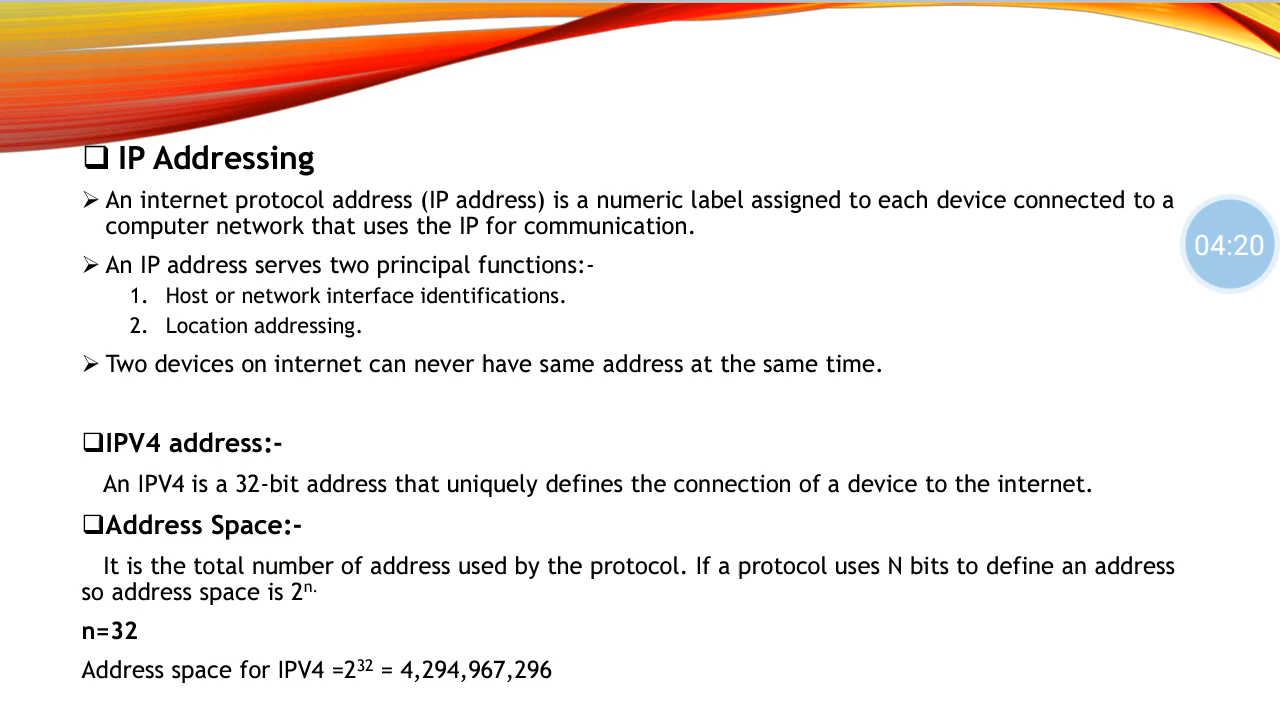 ❑ IP Addressing
➢ An internet protocol address (IP address) is a numeric label assigned to each device connected to a
computer network that uses the IP for communication.
➢ An IP address serves two principal functions:-
1. Host or network interface identifications.
2. Location addressing.
➢ Two devices on internet can never have same address at the same time.
04:20
❑IPV4 address:-
An IPV4 is a 32-bit address that uniquely defines the connection of a device to the internet.
❑Address Space:-
It is the total number of address used by the protocol. If a protocol uses N bits to define an address
so address space is 2ⁿ·
n=32
Address space for IPV4 =2³² = 4,294,967,296